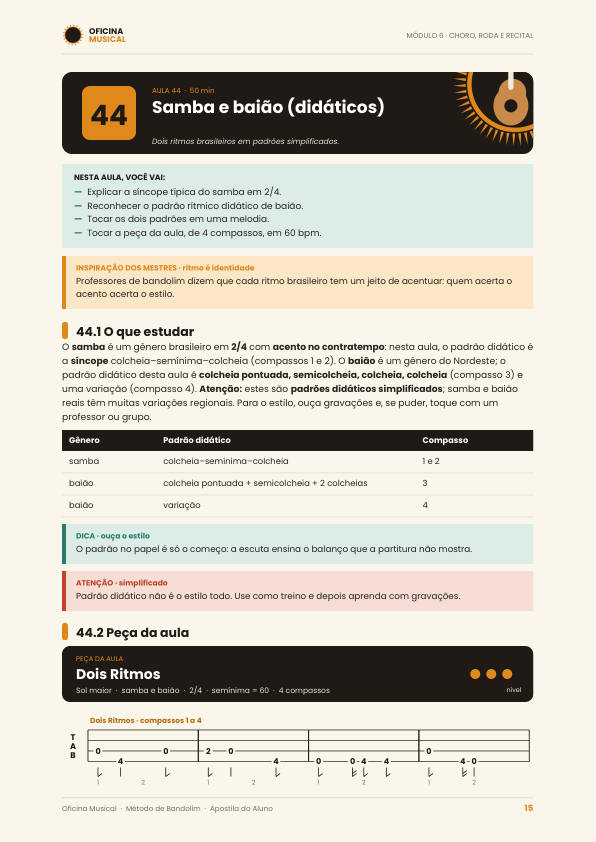 OFICINA
MUSICAL
MÓDULO 6 · CHORO, RODA E RECITAL
44
AULA 44 · 50 min
Samba e baião (didáticos)
Dois ritmos brasileiros em padrões simplificados.
NESTA AULA, VOCÊ VAI:
— Explicar a síncope típica do samba em 2/4.
— Reconhecer o padrão rítmico didático de baião.
— Tocar os dois padrões em uma melodia.
— Tocar a peça da aula, de 4 compassos, em 60 bpm.
INSPIRAÇÃO DOS MESTRES · ritmo é identidade
Professores de bandolim dizem que cada ritmo brasileiro tem um jeito de acentuar: quem acerta o
acento acerta o estilo.
44.1 O que estudar
O samba é um gênero brasileiro em 2/4 com acento no contratempo: nesta aula, o padrão didático é
a síncope colcheia–semínima–colcheia (compassos 1 e 2). O baião é um gênero do Nordeste; o
padrão didático desta aula é colcheia pontuada, semicolcheia, colcheia, colcheia (compasso 3) e
uma variação (compasso 4). Atenção: estes são padrões didáticos simplificados; samba e baião
reais têm muitas variações regionais. Para o estilo, ouça gravações e, se puder, toque com um
professor ou grupo.
Gênero Padrão didático Compasso
samba colcheia–semínima–colcheia 1 e 2
baião colcheia pontuada + semicolcheia + 2 colcheias 3
baião variação 4
DICA · ouça o estilo
O padrão no papel é só o começo: a escuta ensina o balanço que a partitura não mostra.
ATENÇÃO · simplificado
Padrão didático não é o estilo todo. Use como treino e depois aprenda com gravações.
44.2 Peça da aula
PEÇA DA AULA
Dois Ritmos
Sol maior · samba e baião · 2/4 · semínima = 60 · 4 compassos
nível
Dois Ritmos · compassos 1 a 4
T
A
B
0 0 2 0 0
4 4 0 0 4 4 4 0
1 2 1 2 1 2 1 2
Oficina Musical · Método de Bandolim · Apostila do Aluno
15